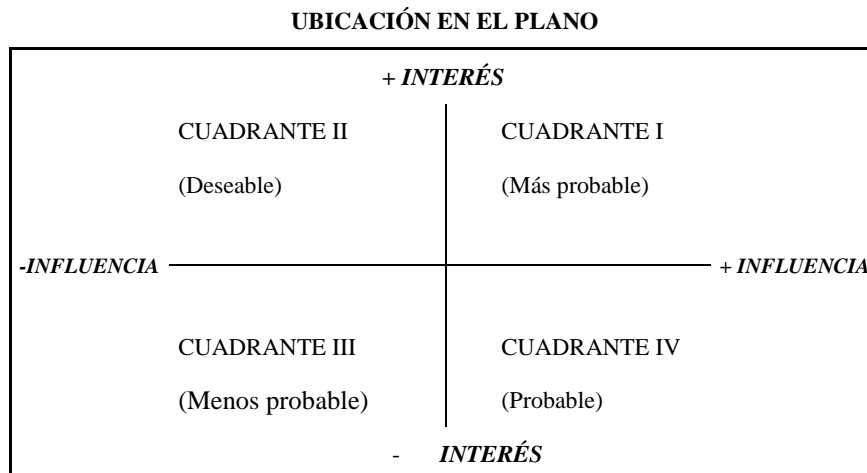 UBICACIÓN EN EL PLANO
+ INTERÉS
CUADRANTE II
CUADRANTE I
(Deseable)
(Más probable)
-INFLUENCIA
+ INFLUENCIA
CUADRANTE III
CUADRANTE IV
(Menos probable)
(Probable)
- INTERÉS